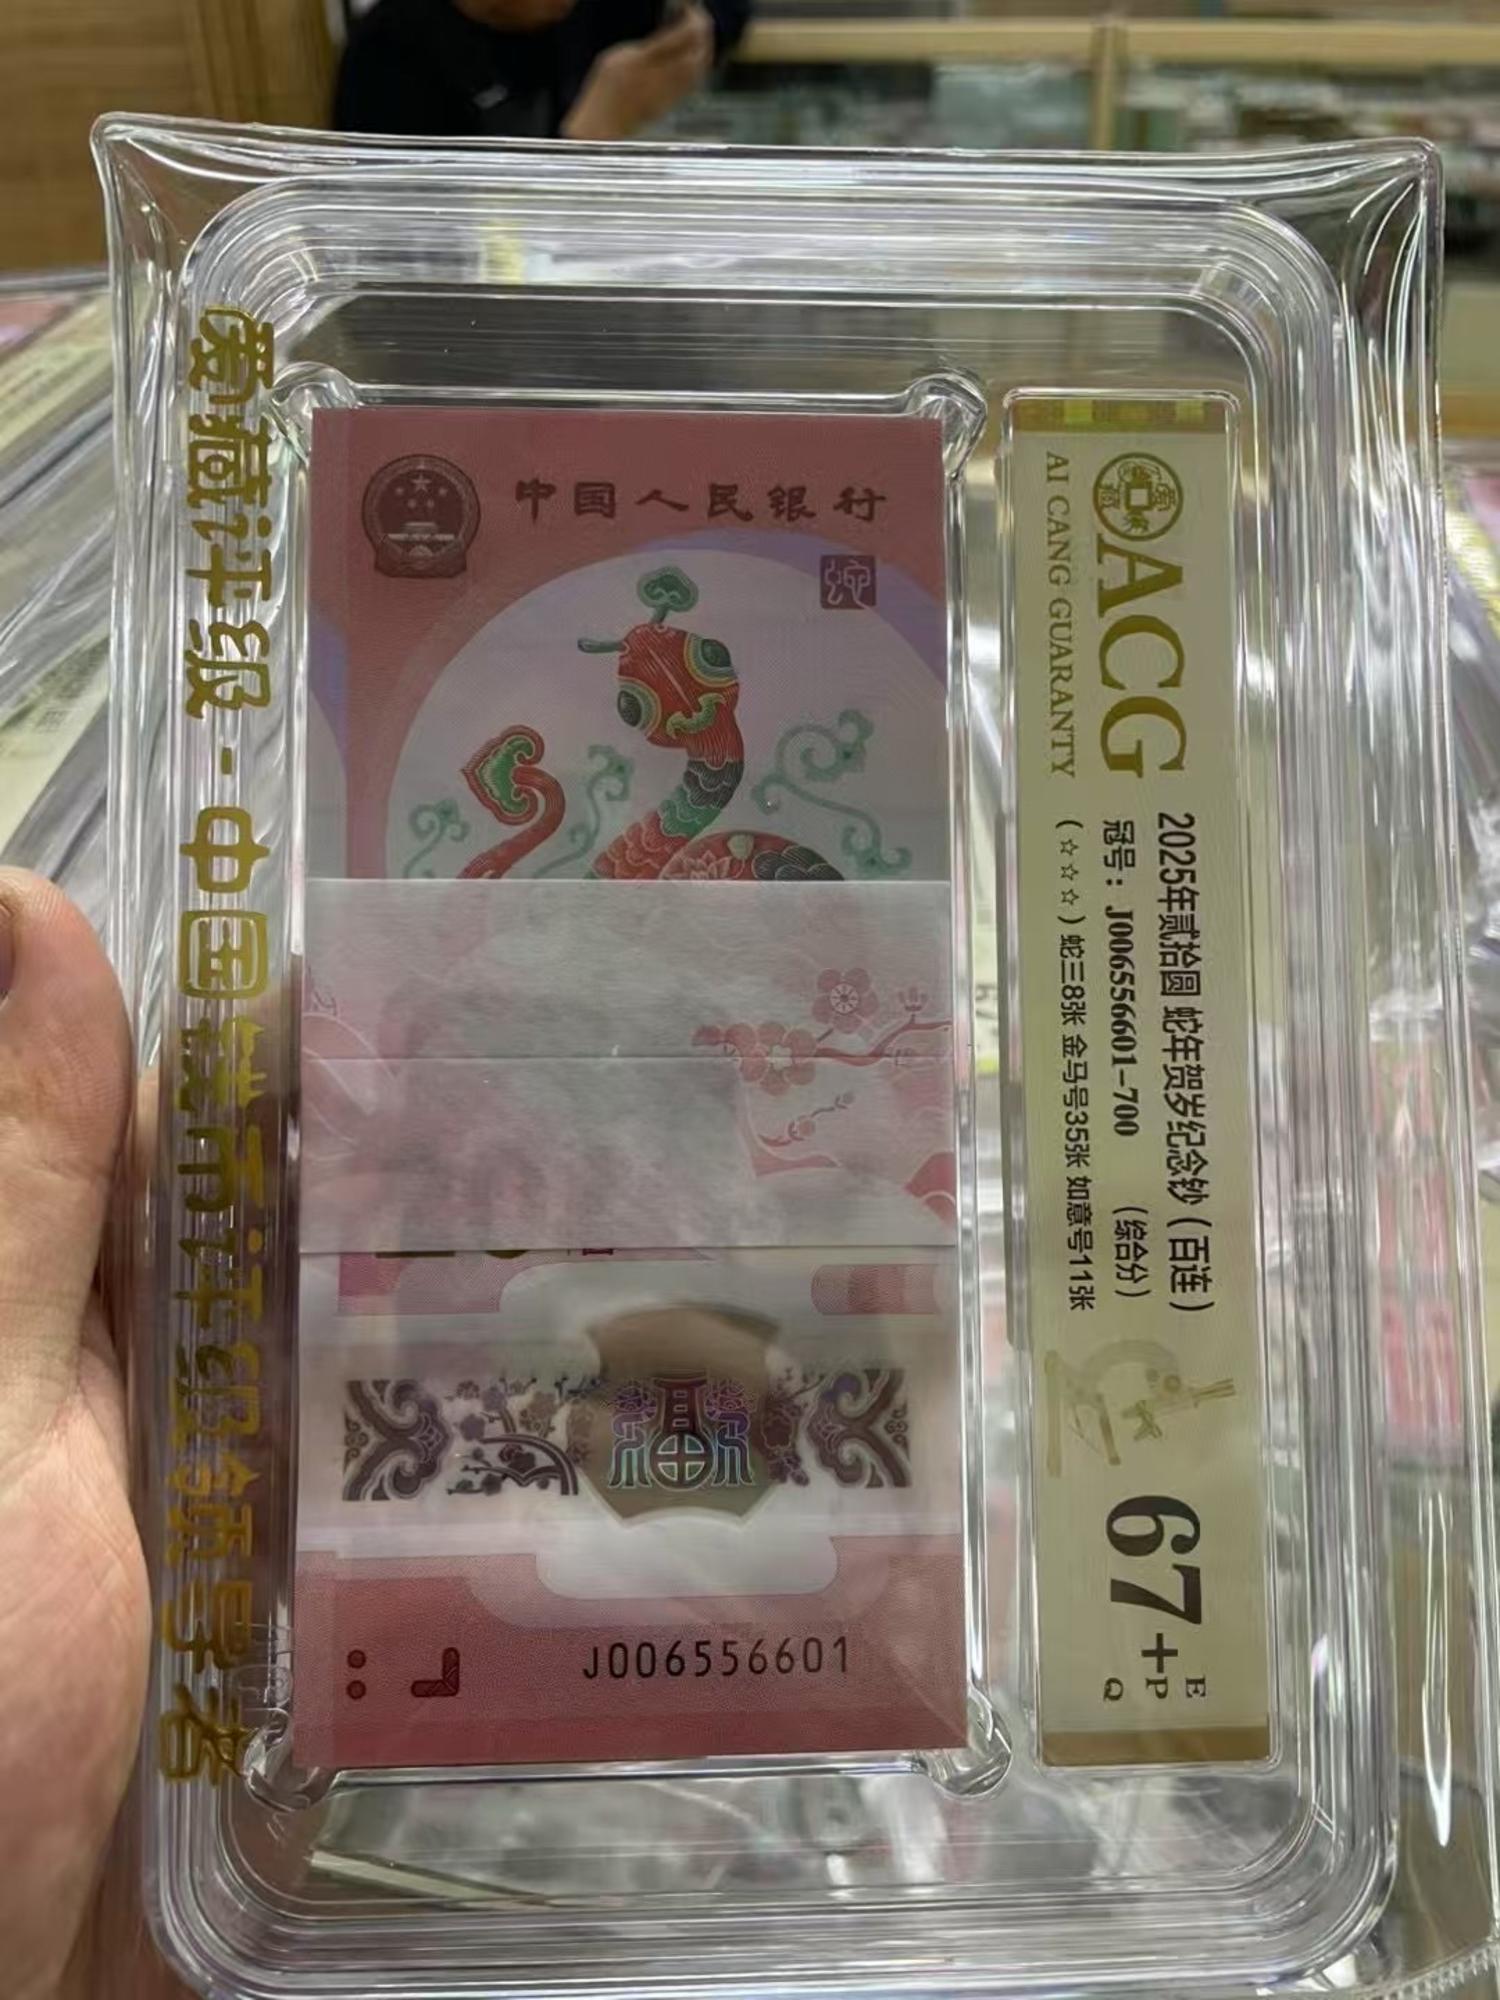 爱藏评级 - 中国钱币评级领导者
中国人民银行
蛇
J006556601
ACG
AI CANG GUARANTY
2025年贰拾圆 蛇年贺岁纪念钞（百连）
冠号：J006556601-700 （综合分）
（☆☆☆）蛇三8张 金马号35张 如意号11张
67+
E
P
Q